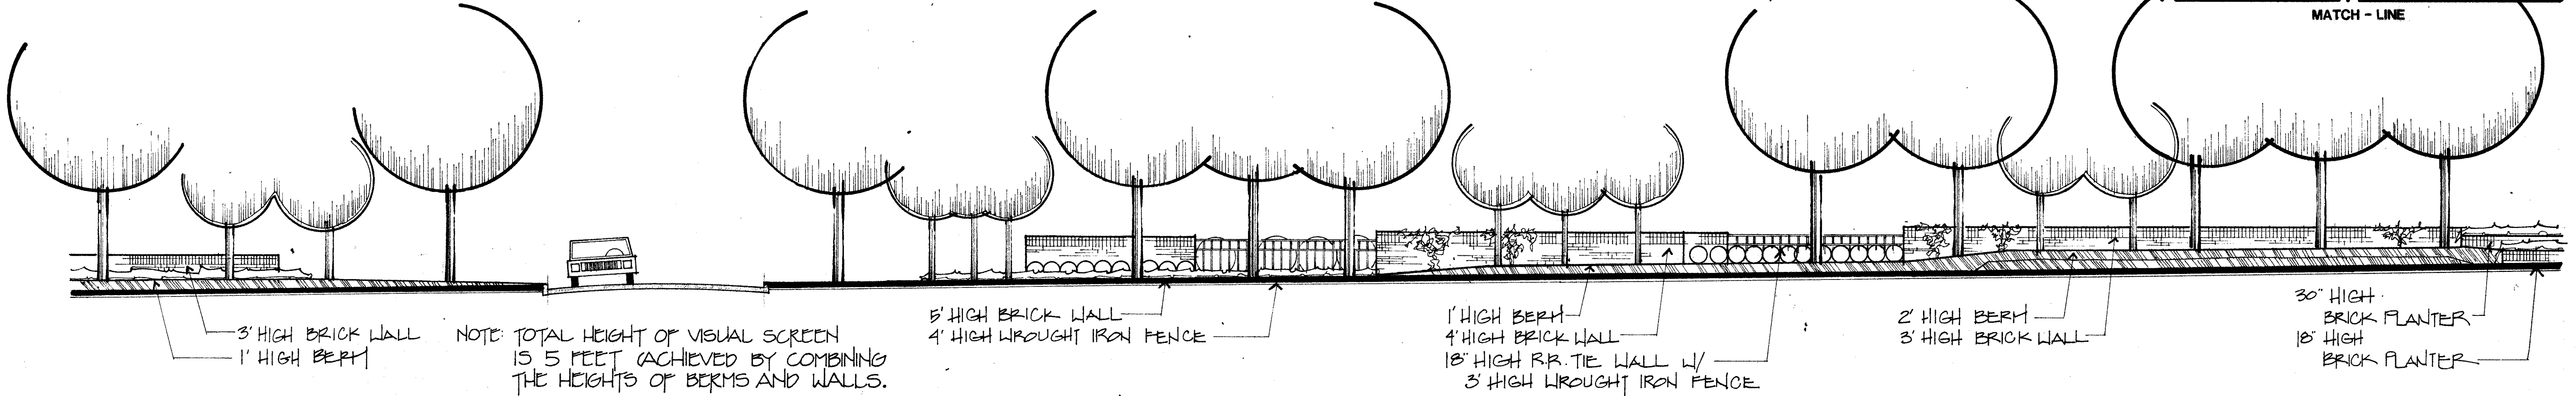 MATCH - LINE
3' HIGH BRICK WALL
1' HIGH BERM
NOTE: TOTAL HEIGHT OF VISUAL SCREEN
IS 5 FEET (ACHIEVED BY COMBINING
THE HEIGHTS OF BERMS AND WALLS.
5' HIGH BRICK WALL
4' HIGH WROUGHT IRON FENCE
1' HIGH BERM
4' HIGH BRICK WALL
18" HIGH R.R. TIE WALL W/
3' HIGH WROUGHT IRON FENCE
2' HIGH BERM
3' HIGH BRICK WALL
30" HIGH
BRICK PLANTER
18" HIGH
BRICK PLANTER